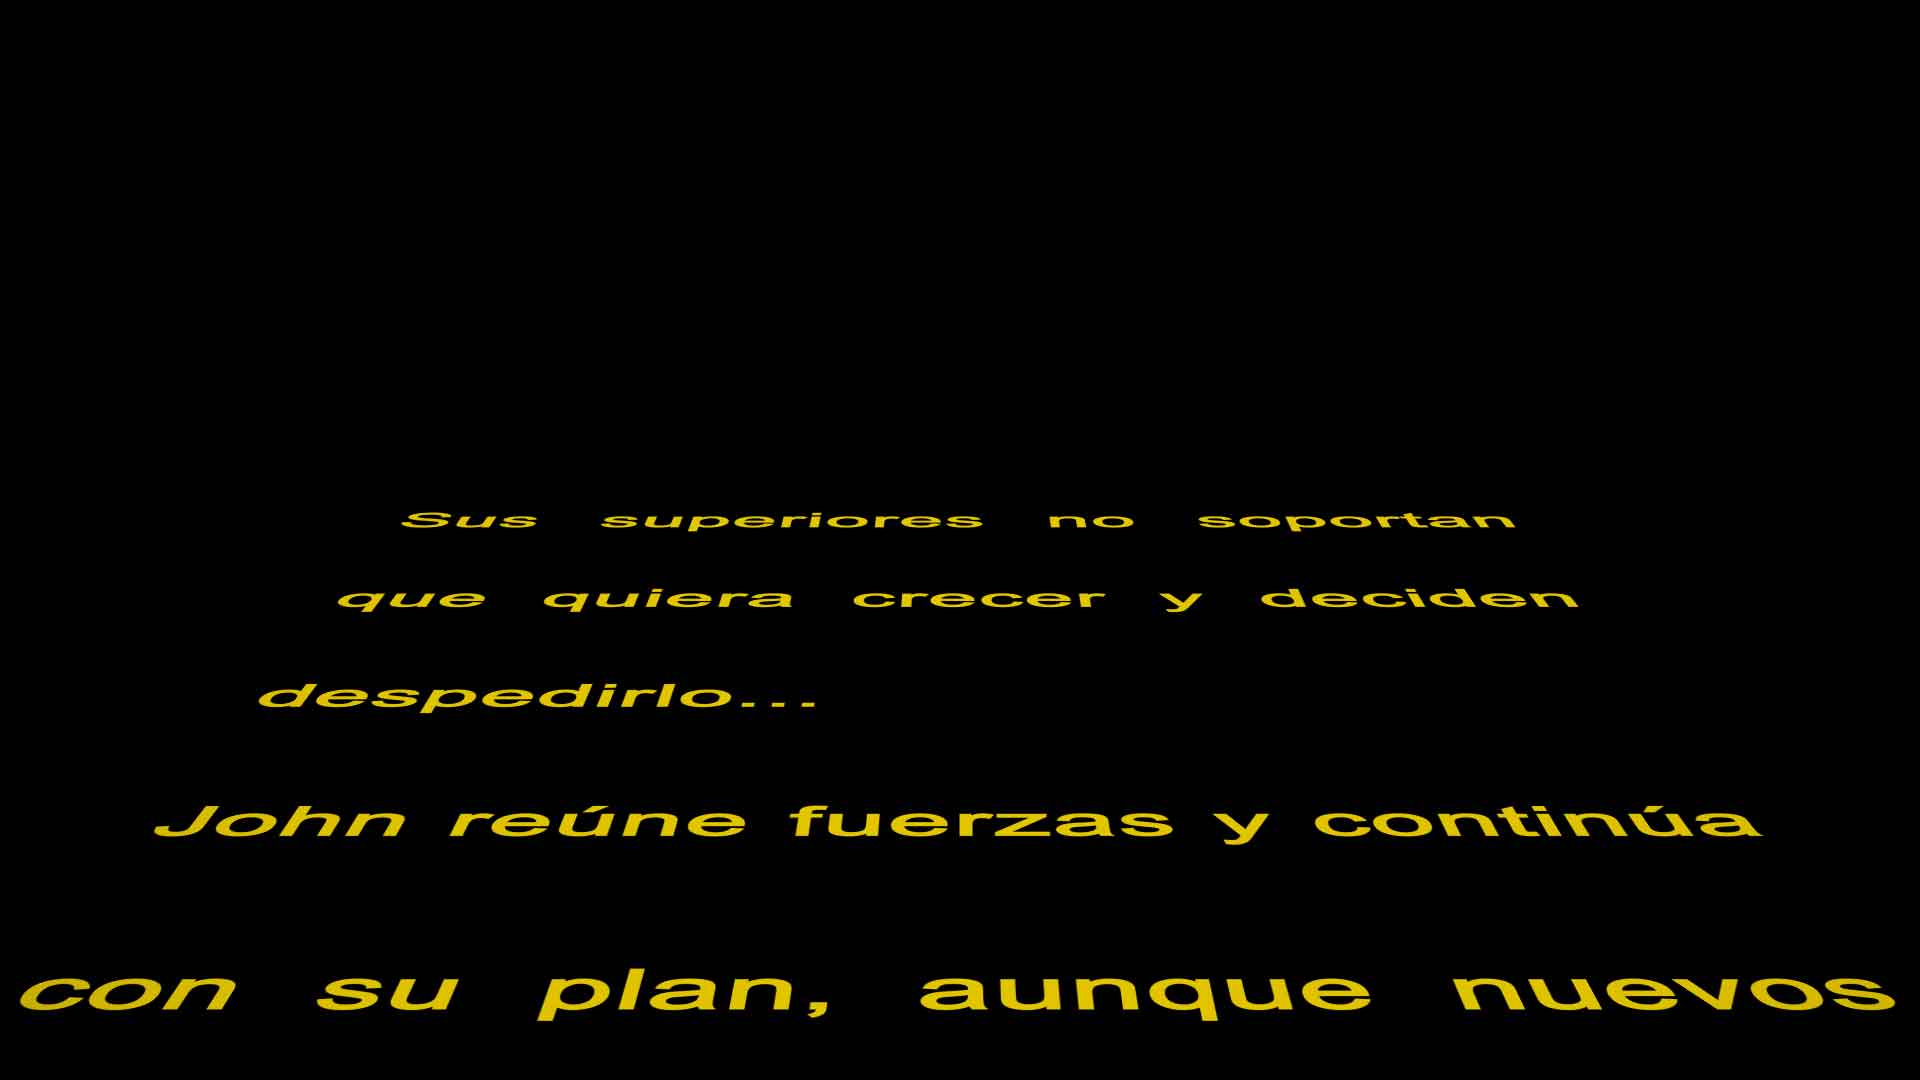 Sus superiores no soportan
que quiera crecer y deciden
despedirlo...
John reúne fuerzas y continúa
con su plan, aunque nuevos